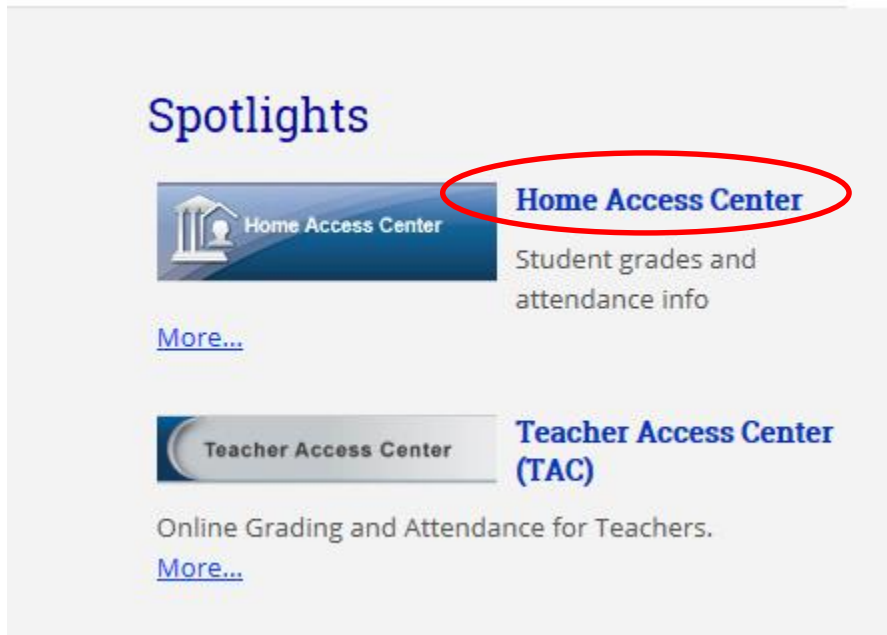 Spotlights
Home Access Center
Home Access Center
Student grades and
attendance info
More...
Teacher Access Center
Teacher Access Center
(TAC)
Online Grading and Attendance for Teachers.
More...